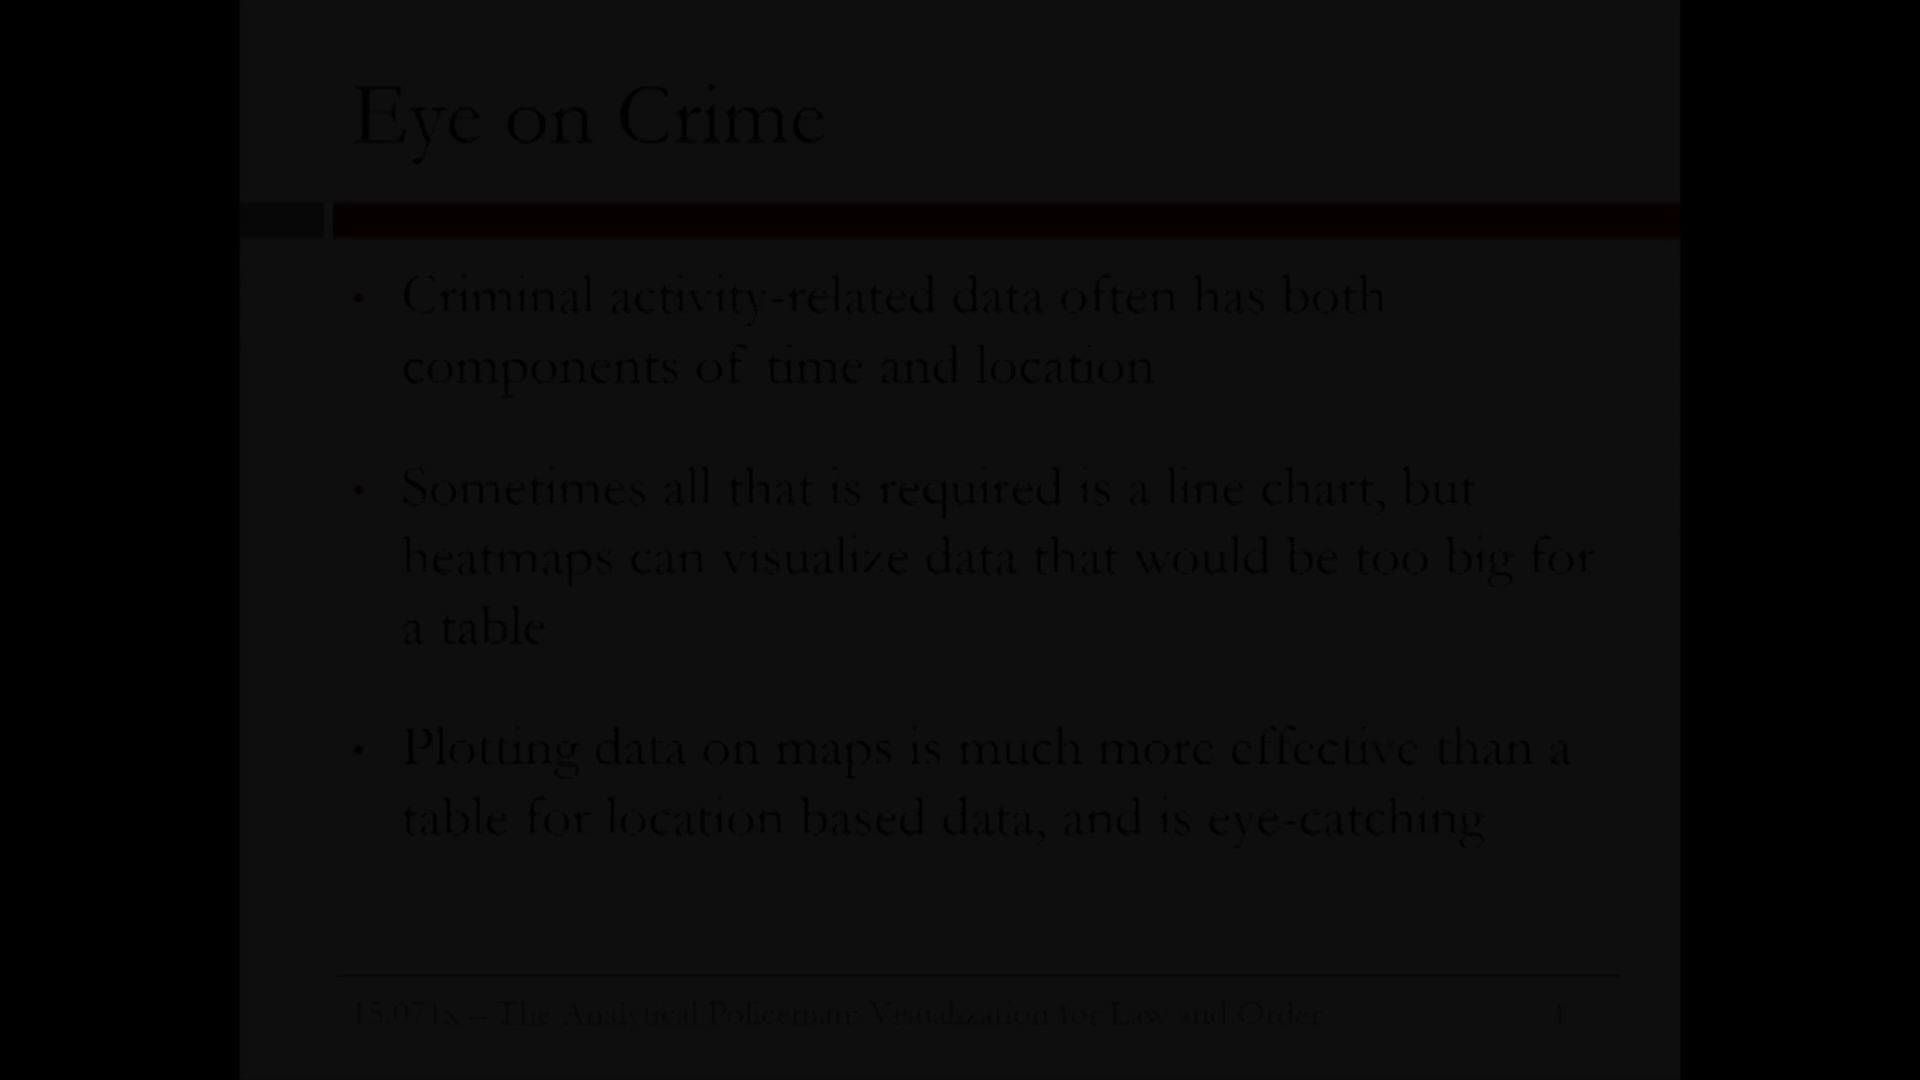 Eye on Crime
• Criminal activity-related data often has both
components of time and location
• Sometimes all that is required is a line chart, but
heatmaps can visualize data that would be too big for
a table
• Plotting data on maps is much more effective than a
table for location based data, and is eye-catching
15.071x – The Analytical Policeman: Visualization for Law and Order 1